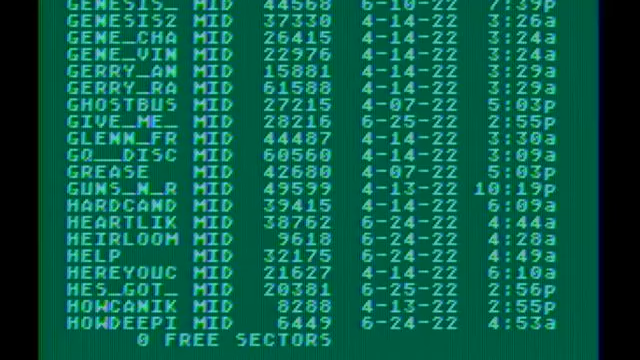 GENESIS_ MID 44568 6-10-22 7:39p
GENESIS2 MID 37330 4-14-22 3:26a
GENE_CHA MID 26415 4-14-22 3:24a
GENE_VIN MID 22976 4-14-22 3:24a
GERRY_AN MID 15881 4-14-22 3:29a
GERRY_RA MID 61588 4-14-22 3:29a
GHOSTBUS MID 27215 4-07-22 5:03p
GIVE_ME_ MID 28216 6-25-22 2:55p
GLENN_FR MID 44487 4-14-22 3:30a
GQ__DISC MID 60560 4-14-22 3:09a
GREASE MID 42680 4-07-22 5:03p
GUNS_N_R MID 49599 4-13-22 10:19p
HARDCAND MID 39415 4-14-22 6:09a
HEARTLIK MID 38762 6-24-22 4:44a
HEIRLOOM MID 9618 6-24-22 4:28a
HELP MID 32175 6-24-22 4:49a
HEREYOUC MID 21627 4-14-22 6:10a
HES_GOT_ MID 20381 6-25-22 2:56p
HOWCANIK MID 8288 4-13-22 2:55p
HOWDEEPI MID 6449 6-24-22 4:53a
0 FREE SECTORS